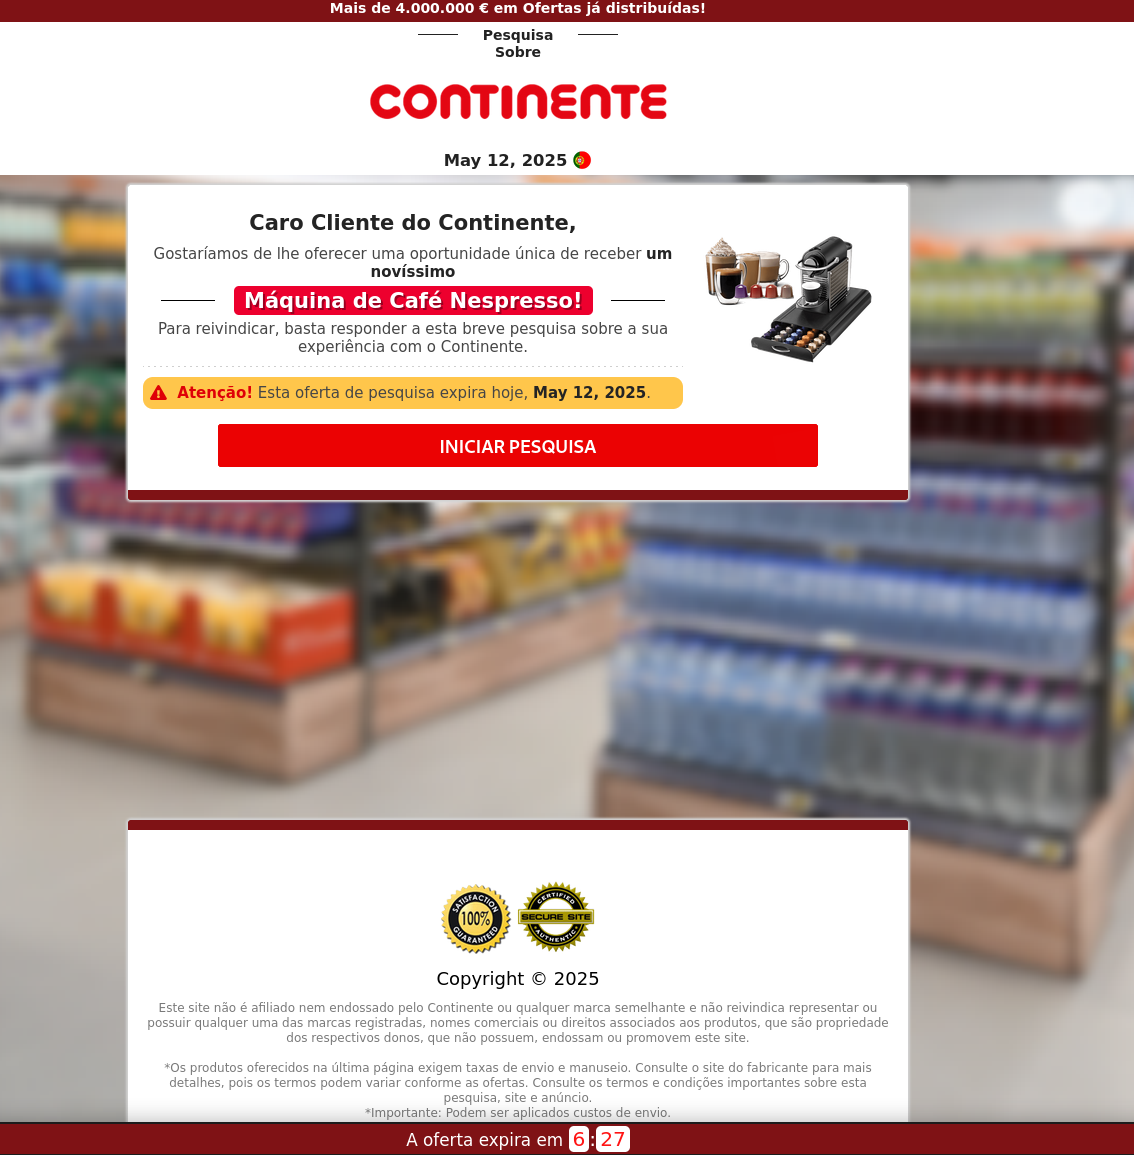 Mais de 4.000.000 € em Ofertas já distribuídas!
Pesquisa
Sobre
CONTINENTE
May 12, 2025
Caro Cliente do Continente,
Gostaríamos de lhe oferecer uma oportunidade única de receber um
novíssimo
Máquina de Café Nespresso!
Para reivindicar, basta responder a esta breve pesquisa sobre a sua
experiência com o Continente.
Atenção! Esta oferta de pesquisa expira hoje, May 12, 2025.
INICIAR PESQUISA
SATISFACTION
100%
GUARANTEED
CERTIFIED
SECURE SITE
AUTHENTIC
Copyright © 2025
Este site não é afiliado nem endossado pelo Continente ou qualquer marca semelhante e não reivindica representar ou
possuir qualquer uma das marcas registradas, nomes comerciais ou direitos associados aos produtos, que são propriedade
dos respectivos donos, que não possuem, endossam ou promovem este site.
*Os produtos oferecidos na última página exigem taxas de envio e manuseio. Consulte o site do fabricante para mais
detalhes, pois os termos podem variar conforme as ofertas. Consulte os termos e condições importantes sobre esta
pesquisa, site e anúncio.
*Importante: Podem ser aplicados custos de envio.
A oferta expira em 6:27